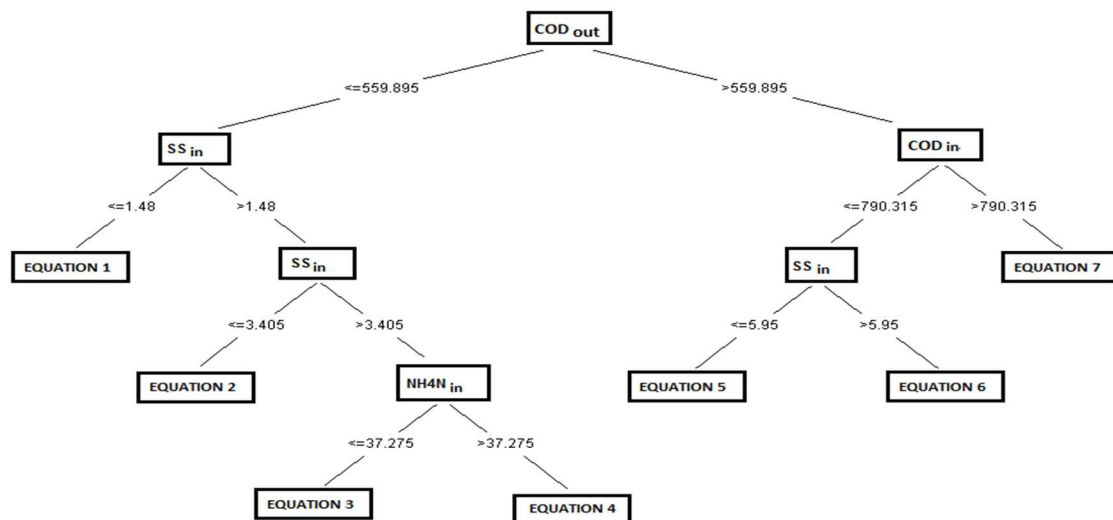 COD out
<=559.895 >559.895
SS in
COD in.
<=1.48 >1.48 <=790.315 >790.315
EQUATION 1 SS in SS in EQUATION 7
<=3.405 >3.405 <=5.95 >5.95
EQUATION 2 NH4N in EQUATION 5 EQUATION 6
<=37.275 >37.275
EQUATION 3 EQUATION 4